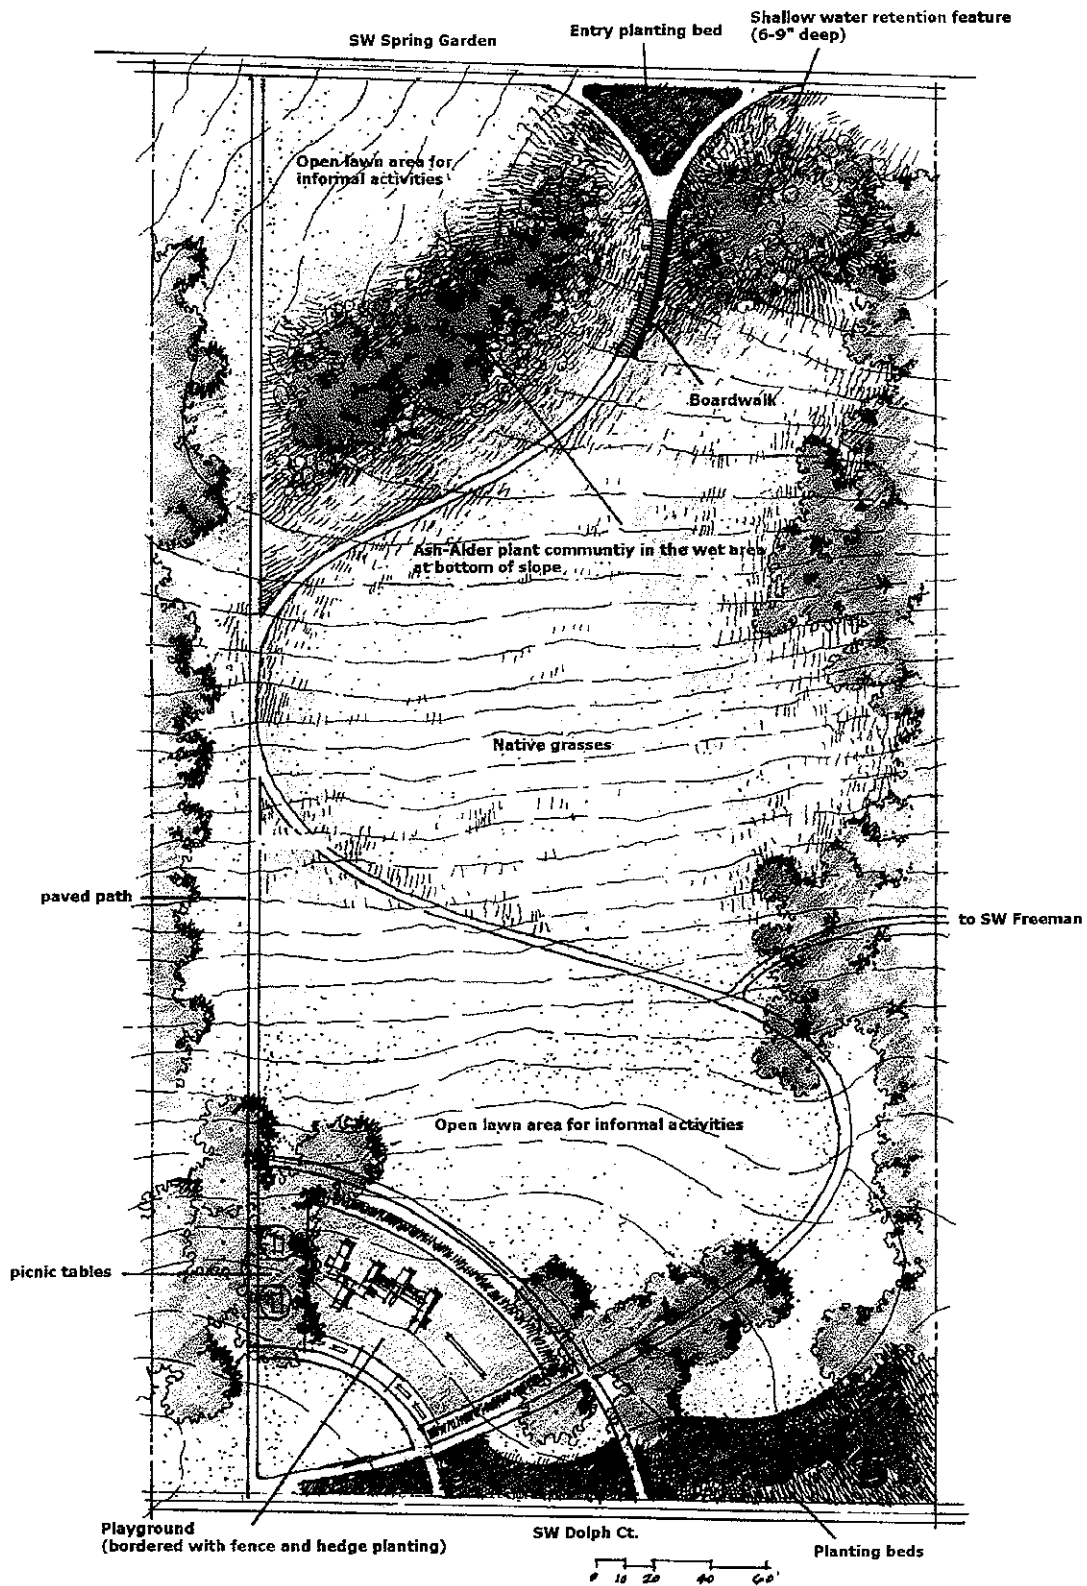 Shallow water retention feature
(6-9" deep)
Entry planting bed
SW Spring Garden
Open lawn area for
informal activities
Boardwalk
Ash-Alder plant communtiy in the wet area
at bottom of slope
Native grasses
paved path
to SW Freeman
Open lawn area for informal activities
picnic tables
Playground
(bordered with fence and hedge planting)
SW Dolph Ct.
Planting beds
0 10 20 40 60'